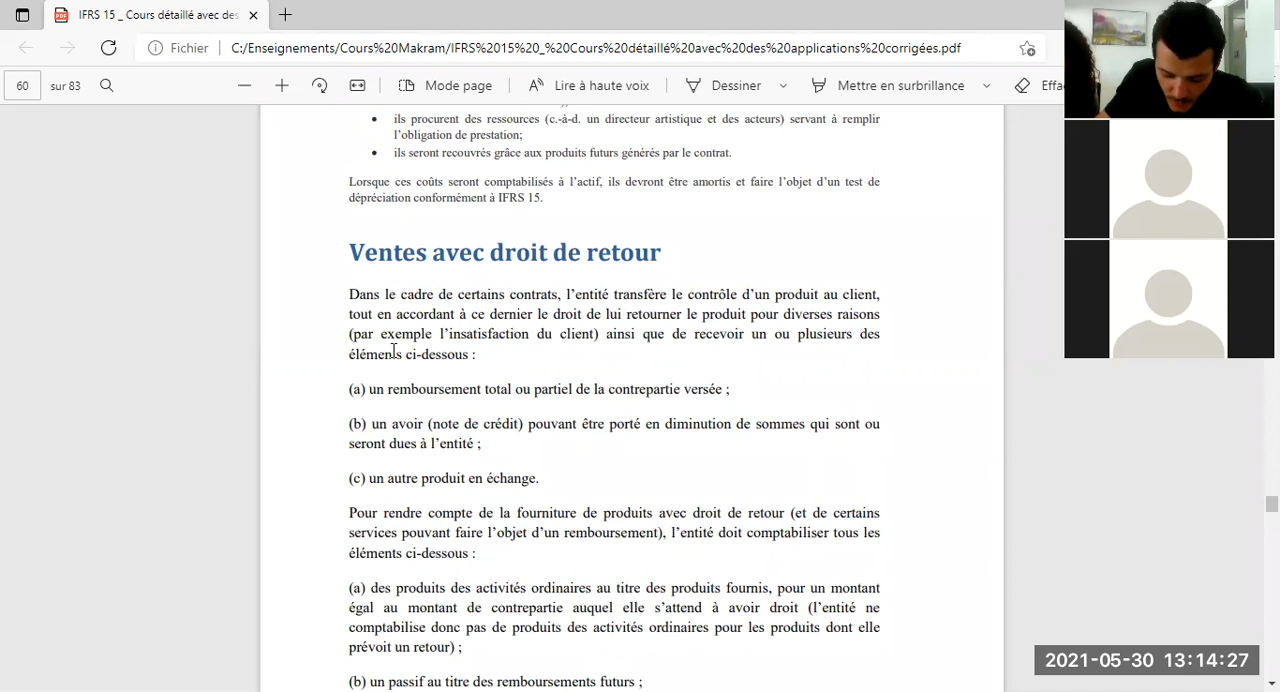 IFRS 15 _ Cours détaillé avec des
Fichier
C:/Enseignements/Cours%20Makram/IFRS%2015%20_%20Cours%20détaillé%20avec%20des%20applications%20corrigées.pdf
60 sur 83
Mode page
Lire à haute voix
Dessiner
Mettre en surbrillance
Effa
• ils procurent des ressources (c.-à-d. un directeur artistique et des acteurs) servant à remplir
l’obligation de prestation;
• ils seront recouvrés grâce aux produits futurs générés par le contrat.
Lorsque ces coûts seront comptabilisés à l’actif, ils devront être amortis et faire l’objet d’un test de
dépréciation conformément à IFRS 15.
Ventes avec droit de retour
Dans le cadre de certains contrats, l’entité transfère le contrôle d’un produit au client,
tout en accordant à ce dernier le droit de lui retourner le produit pour diverses raisons
(par exemple l’insatisfaction du client) ainsi que de recevoir un ou plusieurs des
éléments ci-dessous :
(a) un remboursement total ou partiel de la contrepartie versée ;
(b) un avoir (note de crédit) pouvant être porté en diminution de sommes qui sont ou
seront dues à l’entité ;
(c) un autre produit en échange.
Pour rendre compte de la fourniture de produits avec droit de retour (et de certains
services pouvant faire l’objet d’un remboursement), l’entité doit comptabiliser tous les
éléments ci-dessous :
(a) des produits des activités ordinaires au titre des produits fournis, pour un montant
égal au montant de contrepartie auquel elle s’attend à avoir droit (l’entité ne
comptabilise donc pas de produits des activités ordinaires pour les produits dont elle
prévoit un retour) ;
(b) un passif au titre des remboursements futurs ;
2021-05-30 13:14:27